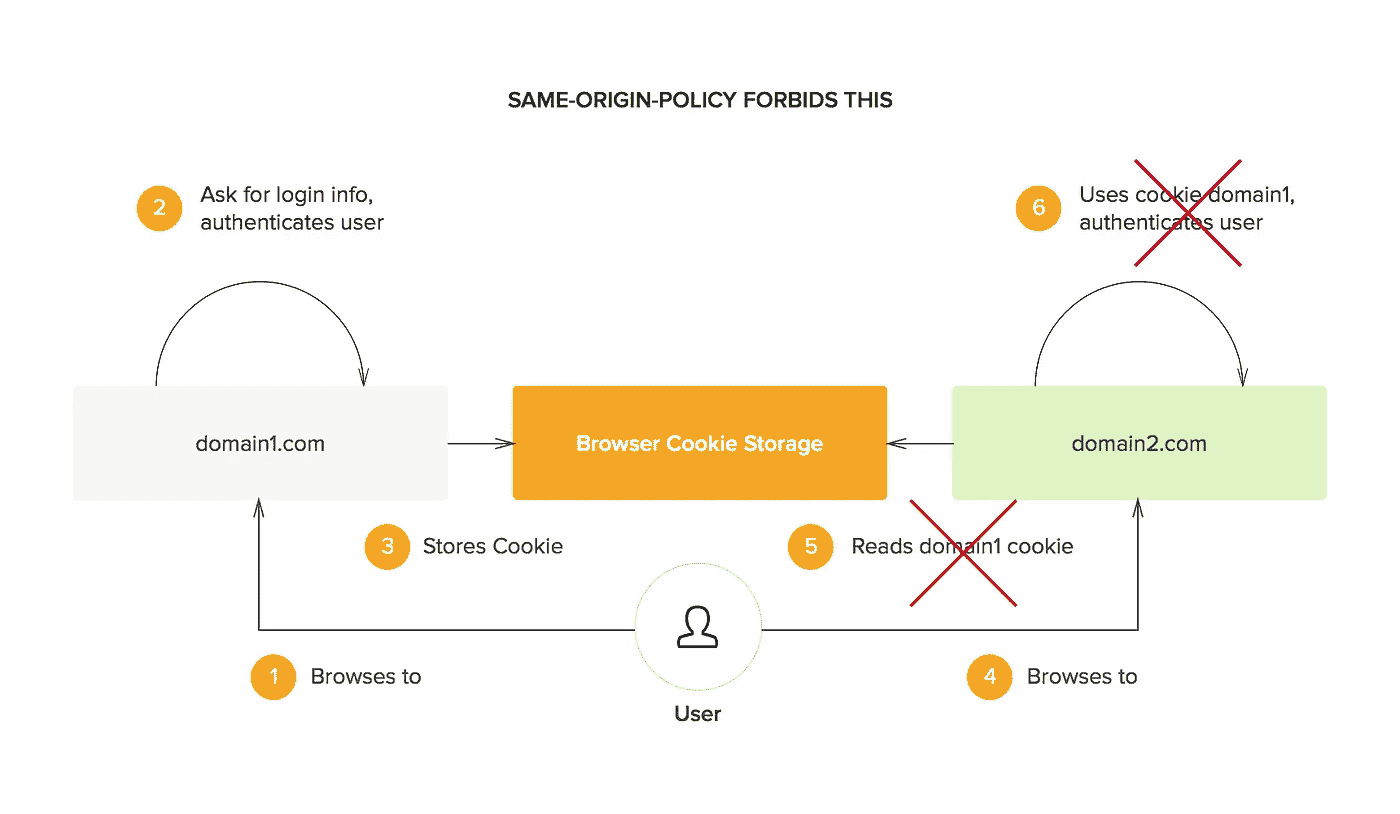 SAME-ORIGIN-POLICY FORBIDS THIS
2
Ask for login info,
authenticates user
6
Uses cookie domain1,
authenticates user
domain1.com
Browser Cookie Storage
domain2.com
3
Stores Cookie
5
Reads domain1 cookie
1
Browses to
4
Browses to
User